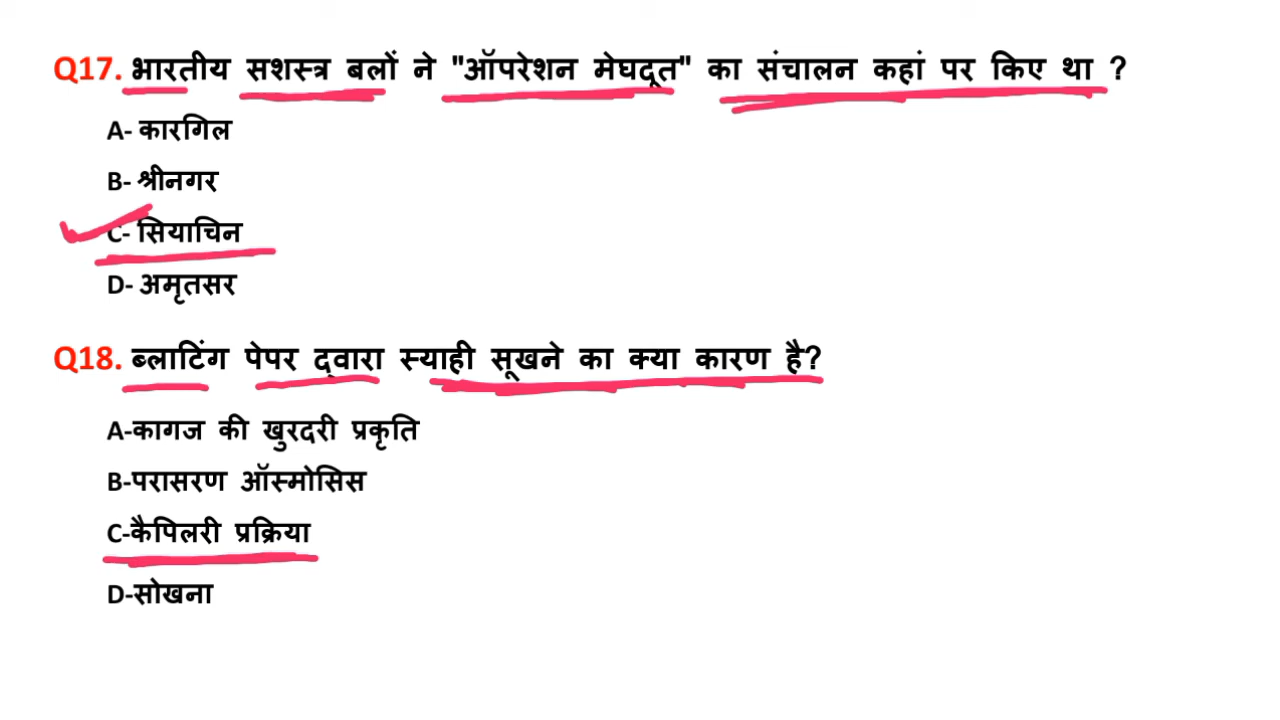 Q17. भारतीय सशस्त्र बलों ने "ऑपरेशन मेघदूत" का संचालन कहां पर किए था ?
A- कारगिल
B- श्रीनगर
C- सियाचिन
D- अमृतसर
Q18. ब्लाटिंग पेपर द्वारा स्याही सूखने का क्या कारण है?
A-कागज की खुरदरी प्रकृति
B-परासरण ऑस्मोसिस
C-कैपिलरी प्रक्रिया
D-सोखना